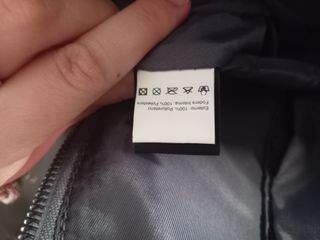 Esterno 100% Poliuretano
Fodera Interna: 100% Poliestere